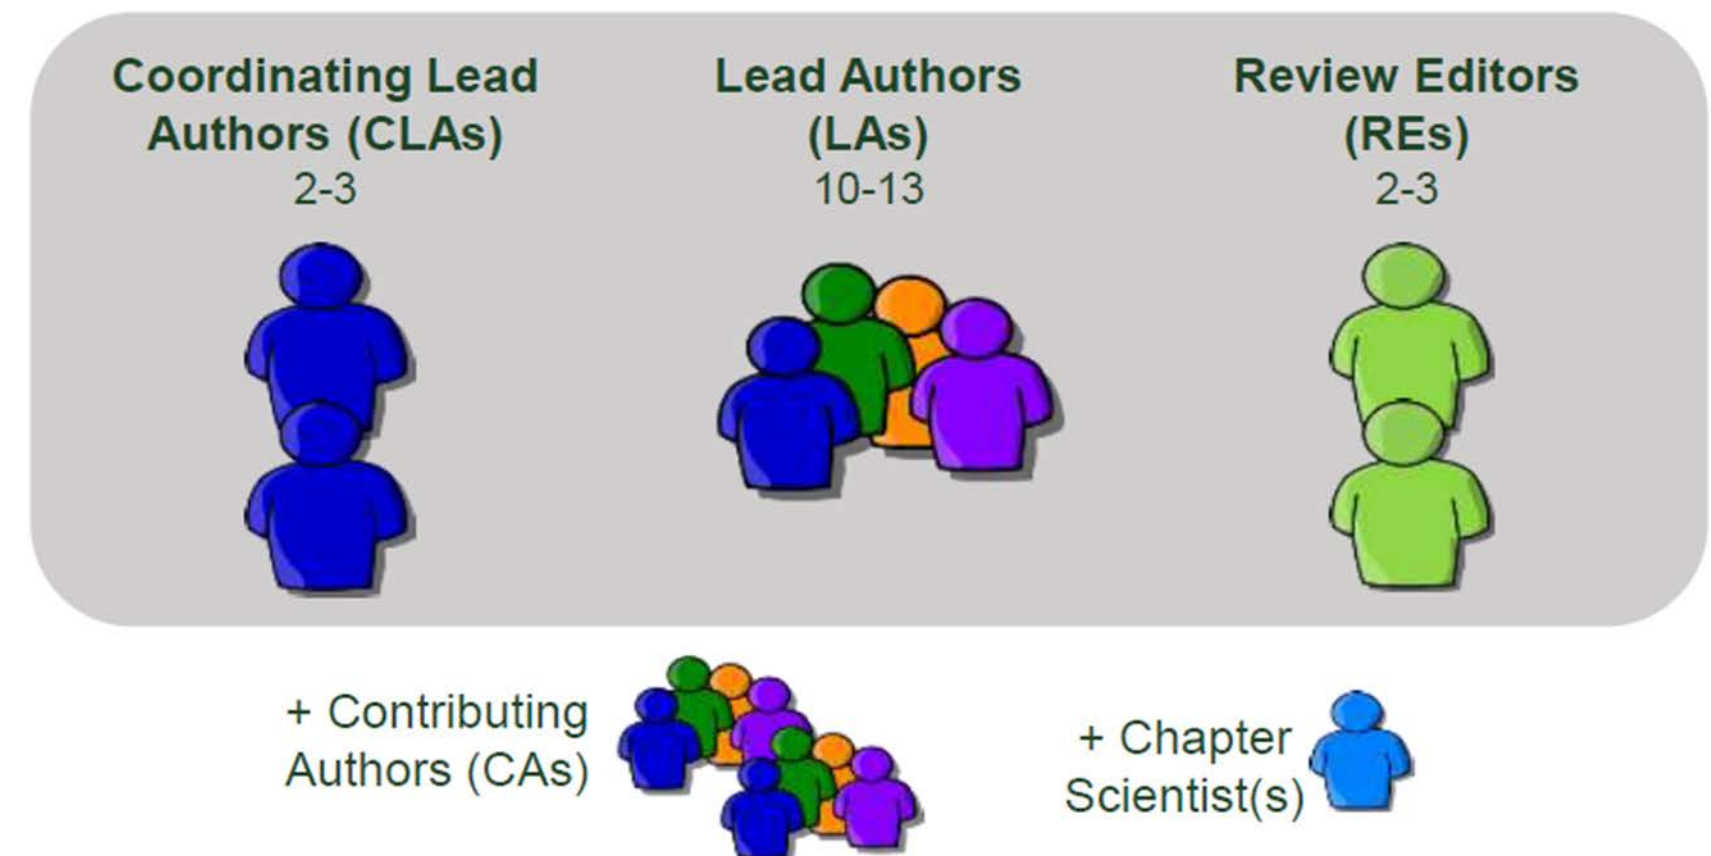 Coordinating Lead
Authors (CLAs)
2-3
Lead Authors
(LAs)
10-13
Review Editors
(REs)
2-3
+ Contributing
Authors (CAs)
+ Chapter
Scientist(s)